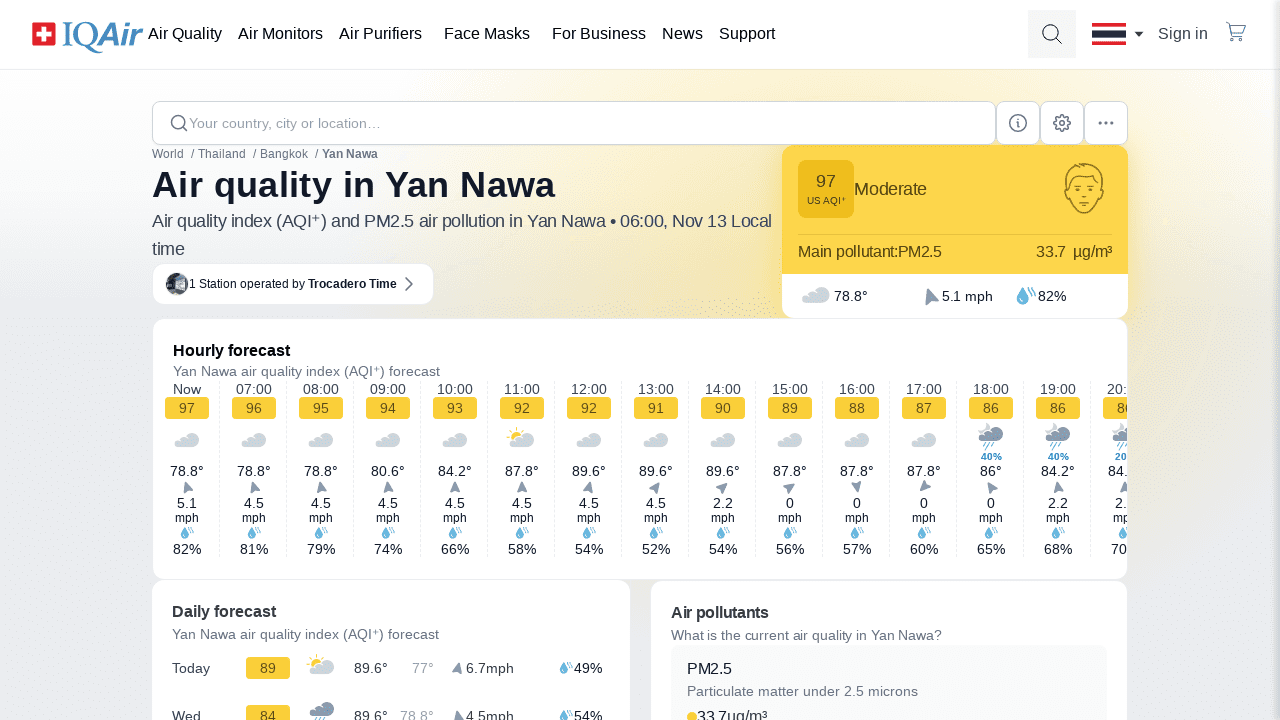 IQAir
Air Quality Air Monitors Air Purifiers Face Masks For Business News Support Sign in
Your country, city or location…
World / Thailand / Bangkok / Yan Nawa
Air quality in Yan Nawa
Air quality index (AQI⁺) and PM2.5 air pollution in Yan Nawa • 06:00, Nov 13 Local
time
1 Station operated by Trocadero Time
97
US AQI⁺
Moderate
Main pollutant:PM2.5 33.7 µg/m³
78.8° 5.1 mph 82%
Hourly forecast
Yan Nawa air quality index (AQI⁺) forecast
Now 07:00 08:00 09:00 10:00 11:00 12:00 13:00 14:00 15:00 16:00 17:00 18:00 19:00
97 96 95 94 93 92 92 91 90 89 88 87 86 86
40% 40%
78.8° 78.8° 78.8° 80.6° 84.2° 87.8° 89.6° 89.6° 89.6° 87.8° 87.8° 87.8° 86° 84.2°
5.1 4.5 4.5 4.5 4.5 4.5 4.5 4.5 2.2 0 0 0 0 2.2
mph mph mph mph mph mph mph mph mph mph mph mph mph mph
82% 81% 79% 74% 66% 58% 54% 52% 54% 56% 57% 60% 65% 68%
Daily forecast
Yan Nawa air quality index (AQI⁺) forecast
Today 89 89.6° 77° 6.7mph 49%
Wed 84 89.6° 78.8° 4.5mph 54%
Air pollutants
What is the current air quality in Yan Nawa?
PM2.5
Particulate matter under 2.5 microns
33.7µg/m³